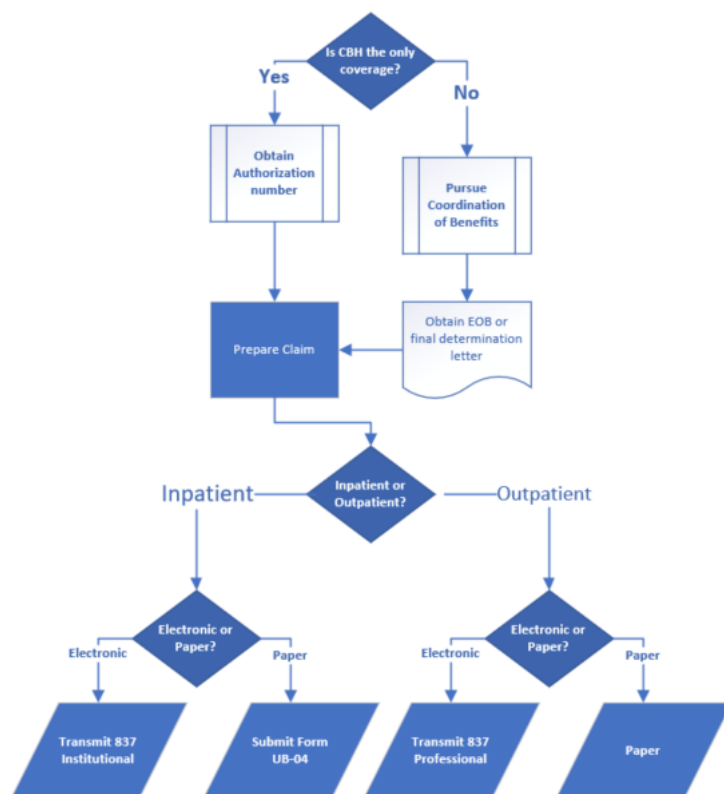 Is CBH the only
coverage?
Yes
No
Obtain
Authorization
number
Pursue
Coordination
of Benefits
Prepare Claim
Obtain EOB or
final determination
letter
Inpatient or
Outpatient?
Inpatient
Outpatient
Electronic or
Paper?
Electronic
Paper
Electronic or
Paper?
Electronic
Paper
Transmit 837
Institutional
Submit Form
UB-04
Transmit 837
Professional
Paper